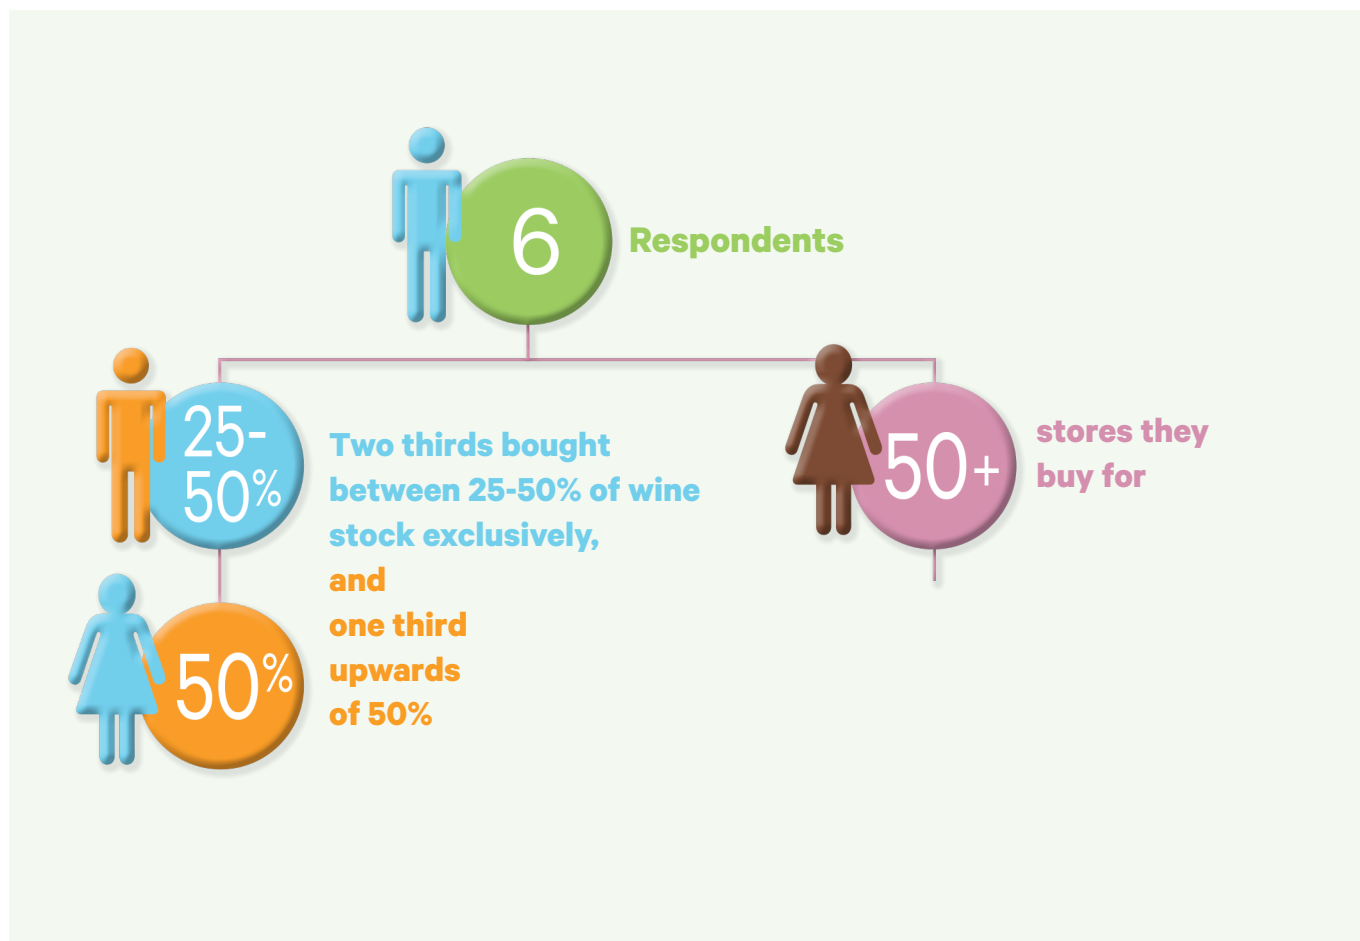 6
Respondents
25-
50%
Two thirds bought
between 25-50% of wine
stock exclusively,
and
one third
upwards
of 50%
50%
50+
stores they
buy for